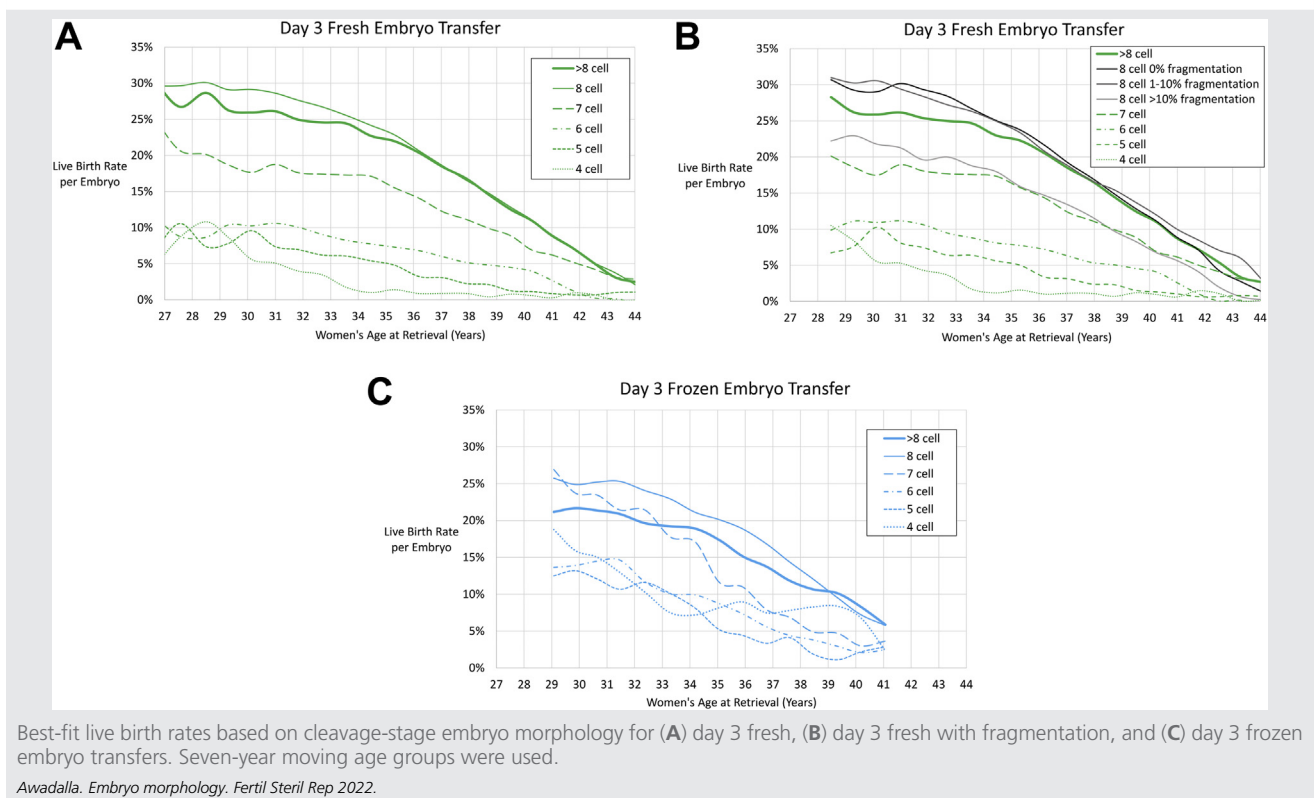 A
Day 3 Fresh Embryo Transfer
35%
30%
25%
20%
15%
10%
5%
0%
Live Birth Rate
per Embryo
>8 cell
8 cell
7 cell
6 cell
5 cell
4 cell
27 28 29 30 31 32 33 34 35 36 37 38 39 40 41 42 43 44
Women's Age at Retrieval (Years)
B
Day 3 Fresh Embryo Transfer
35%
30%
25%
20%
15%
10%
5%
0%
Live Birth Rate
per Embryo
>8 cell
8 cell 0% fragmentation
8 cell 1-10% fragmentation
8 cell >10% fragmentation
7 cell
6 cell
5 cell
4 cell
27 28 29 30 31 32 33 34 35 36 37 38 39 40 41 42 43 44
Women's Age at Retrieval (Years)
C
Day 3 Frozen Embryo Transfer
35%
30%
25%
20%
15%
10%
5%
0%
Live Birth Rate
per Embryo
>8 cell
8 cell
7 cell
6 cell
5 cell
4 cell
27 28 29 30 31 32 33 34 35 36 37 38 39 40 41 42 43 44
Women's Age at Retrieval (Years)
Best-fit live birth rates based on cleavage-stage embryo morphology for (A) day 3 fresh, (B) day 3 fresh with fragmentation, and (C) day 3 frozen
embryo transfers. Seven-year moving age groups were used.
Awadalla. Embryo morphology. Fertil Steril Rep 2022.